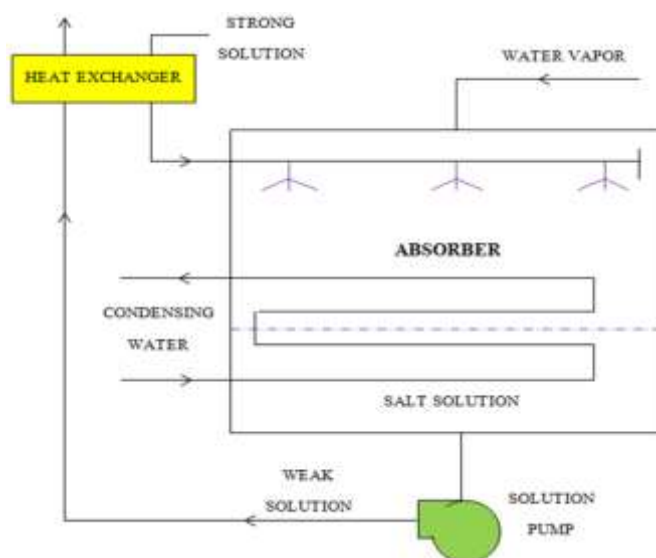 STRONG
SOLUTION
HEAT EXCHANGER
WATER VAPOR
ABSORBER
CONDENSING
WATER
SALT SOLUTION
WEAK
SOLUTION
SOLUTION
PUMP